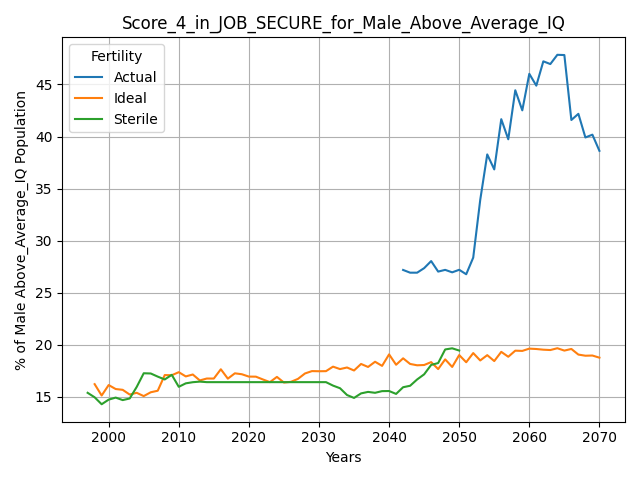 Score_4_in_JOB_SECURE_for_Male_Above_Average_IQ
Fertility
Actual
Ideal
Sterile
% of Male Above_Average_IQ Population
45
40
35
30
25
20
15
2000
2010
2020
2030
2040
2050
2060
2070
Years